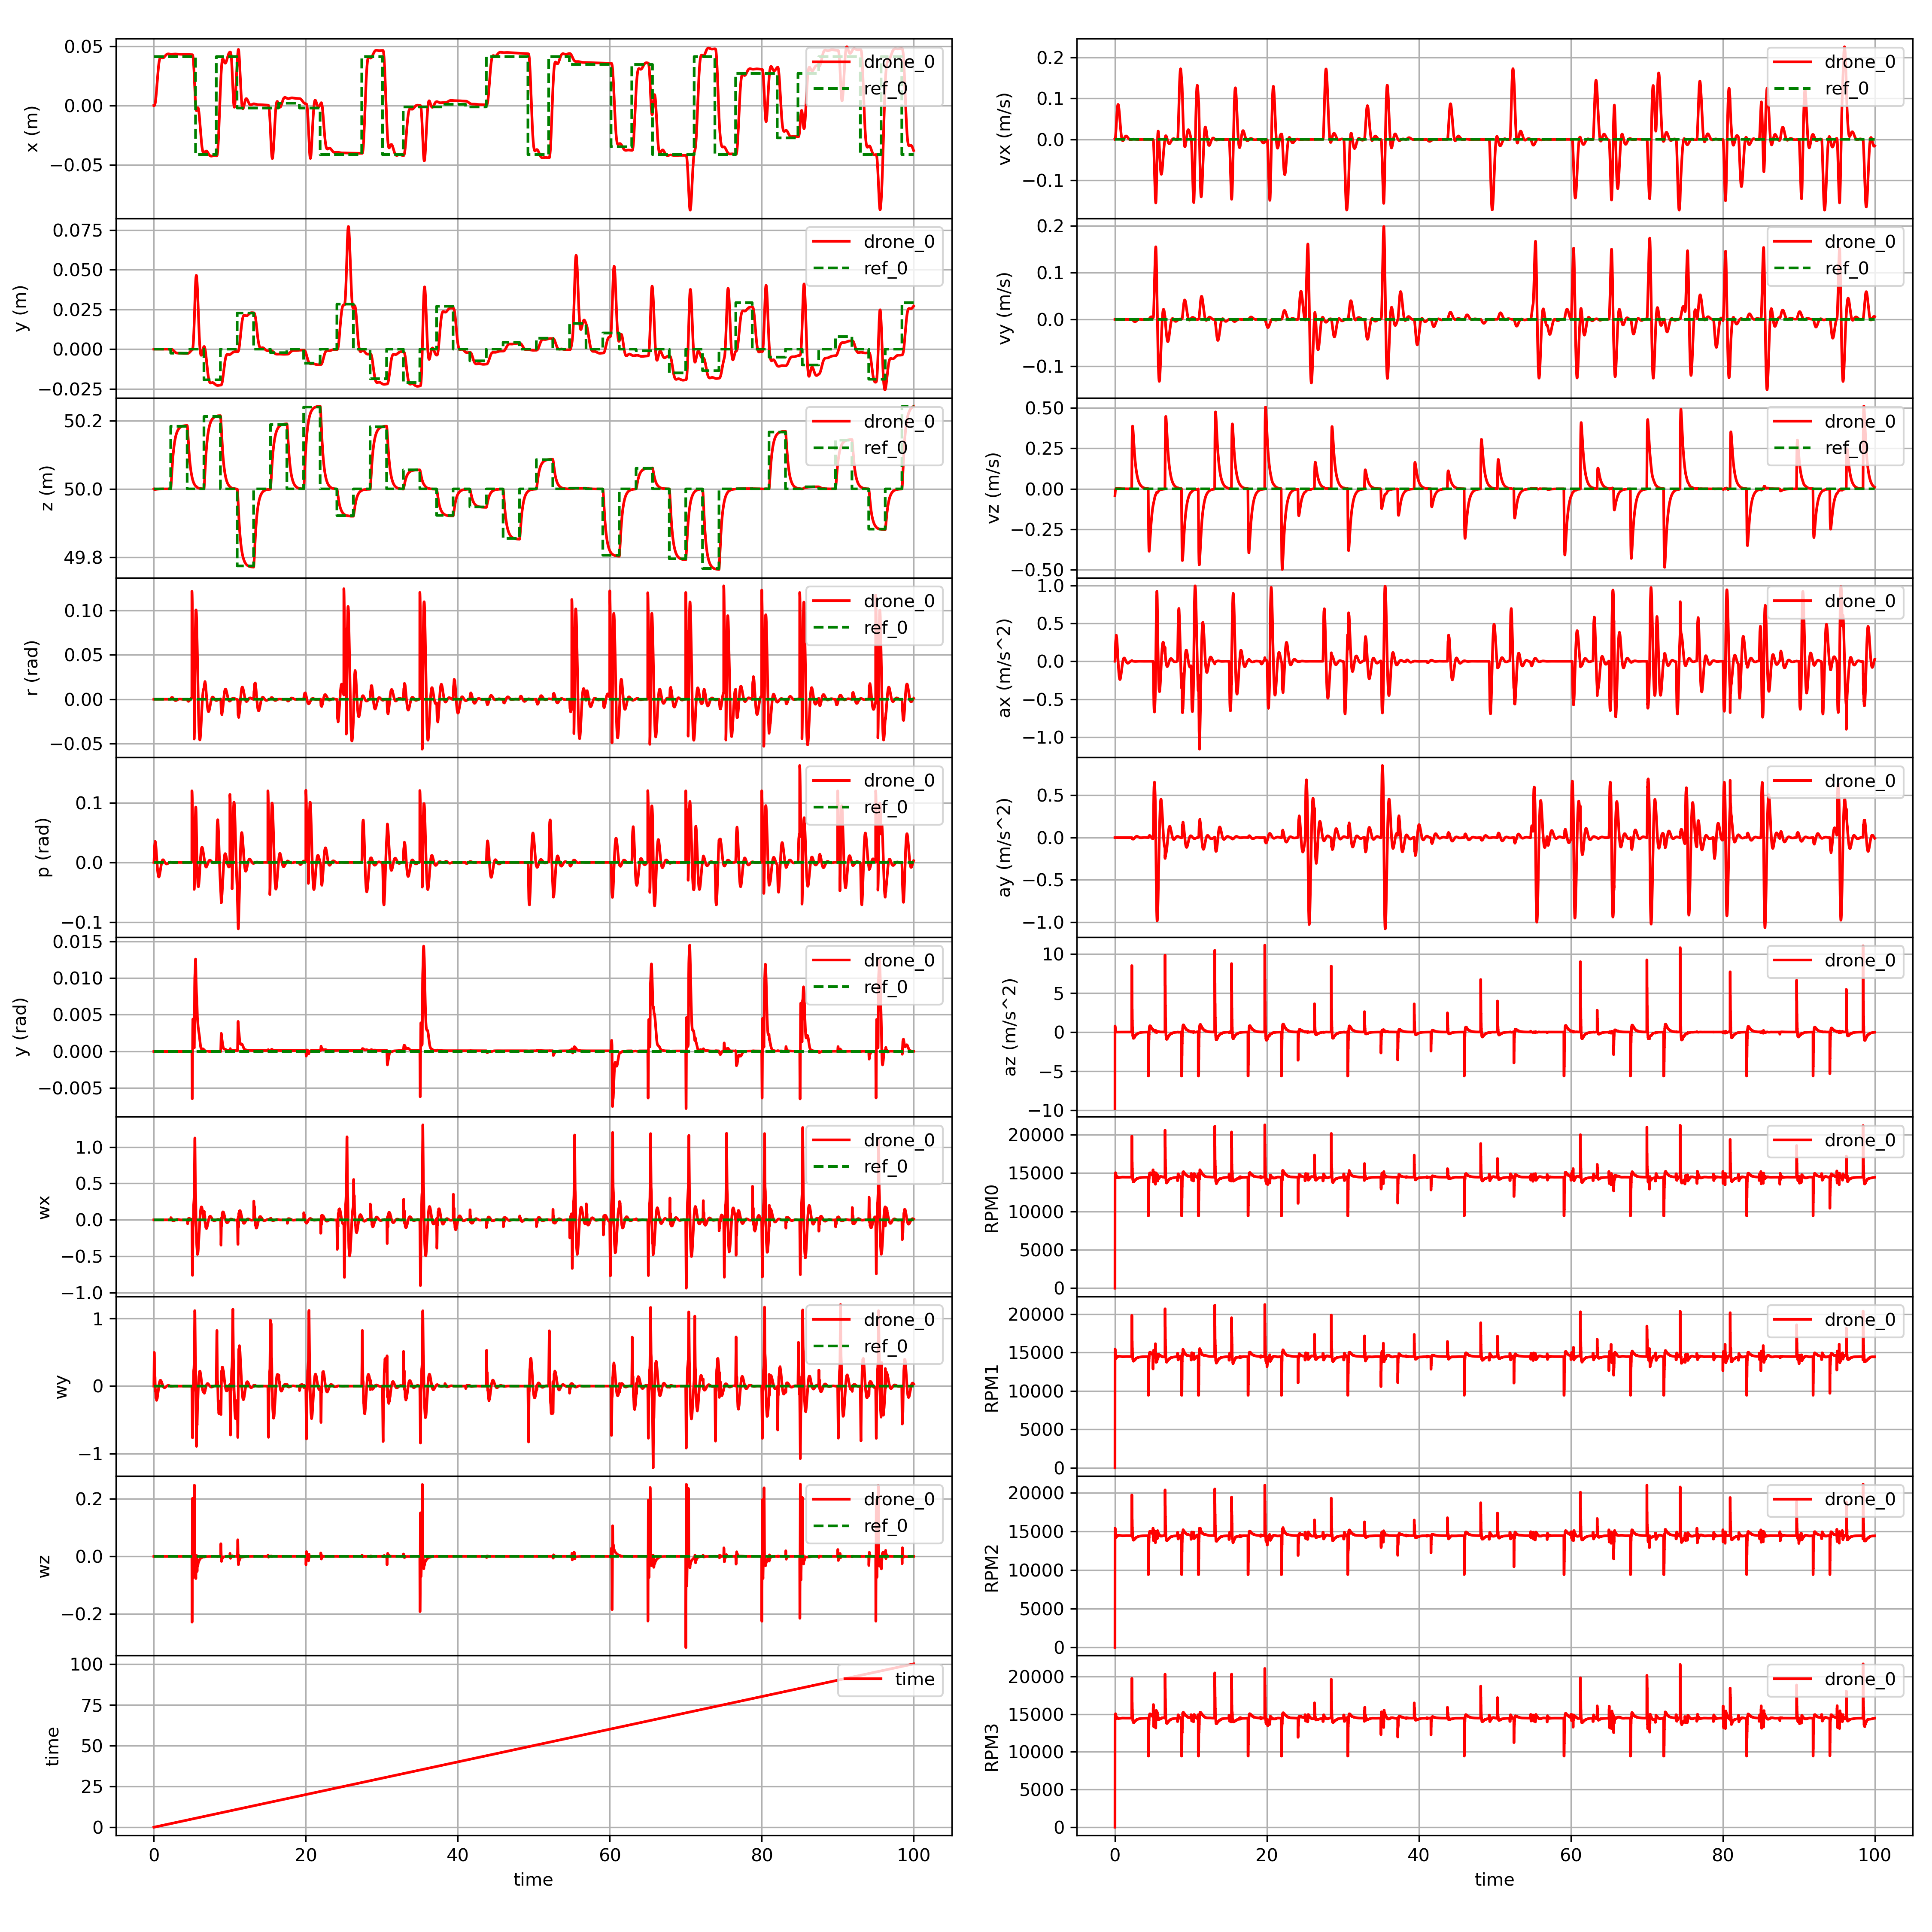 0.05
0.00
−0.05
x (m)
drone_0
ref_0
0.075
0.050
0.025
0.000
−0.025
y (m)
drone_0
ref_0
50.2
50.0
49.8
z (m)
drone_0
ref_0
0.10
0.05
0.00
−0.05
r (rad)
drone_0
ref_0
0.1
0.0
−0.1
p (rad)
drone_0
ref_0
0.015
0.010
0.005
0.000
−0.005
y (rad)
drone_0
ref_0
1.0
0.5
0.0
−0.5
−1.0
wx
drone_0
ref_0
1
0
−1
wy
drone_0
ref_0
0.2
0.0
−0.2
wz
drone_0
ref_0
100
75
50
25
0
time
time
0 20 40 60 80 100
time
0.2
0.1
0.0
−0.1
vx (m/s)
drone_0
ref_0
0.2
0.1
0.0
−0.1
vy (m/s)
drone_0
ref_0
0.50
0.25
0.00
−0.25
−0.50
vz (m/s)
drone_0
ref_0
1.0
0.5
0.0
−0.5
−1.0
ax (m/s^2)
drone_0
0.5
0.0
−0.5
−1.0
ay (m/s^2)
drone_0
10
5
0
−5
−10
az (m/s^2)
drone_0
20000
15000
10000
5000
0
RPM0
drone_0
20000
15000
10000
5000
0
RPM1
drone_0
20000
15000
10000
5000
0
RPM2
drone_0
20000
15000
10000
5000
0
RPM3
drone_0
0 20 40 60 80 100
time